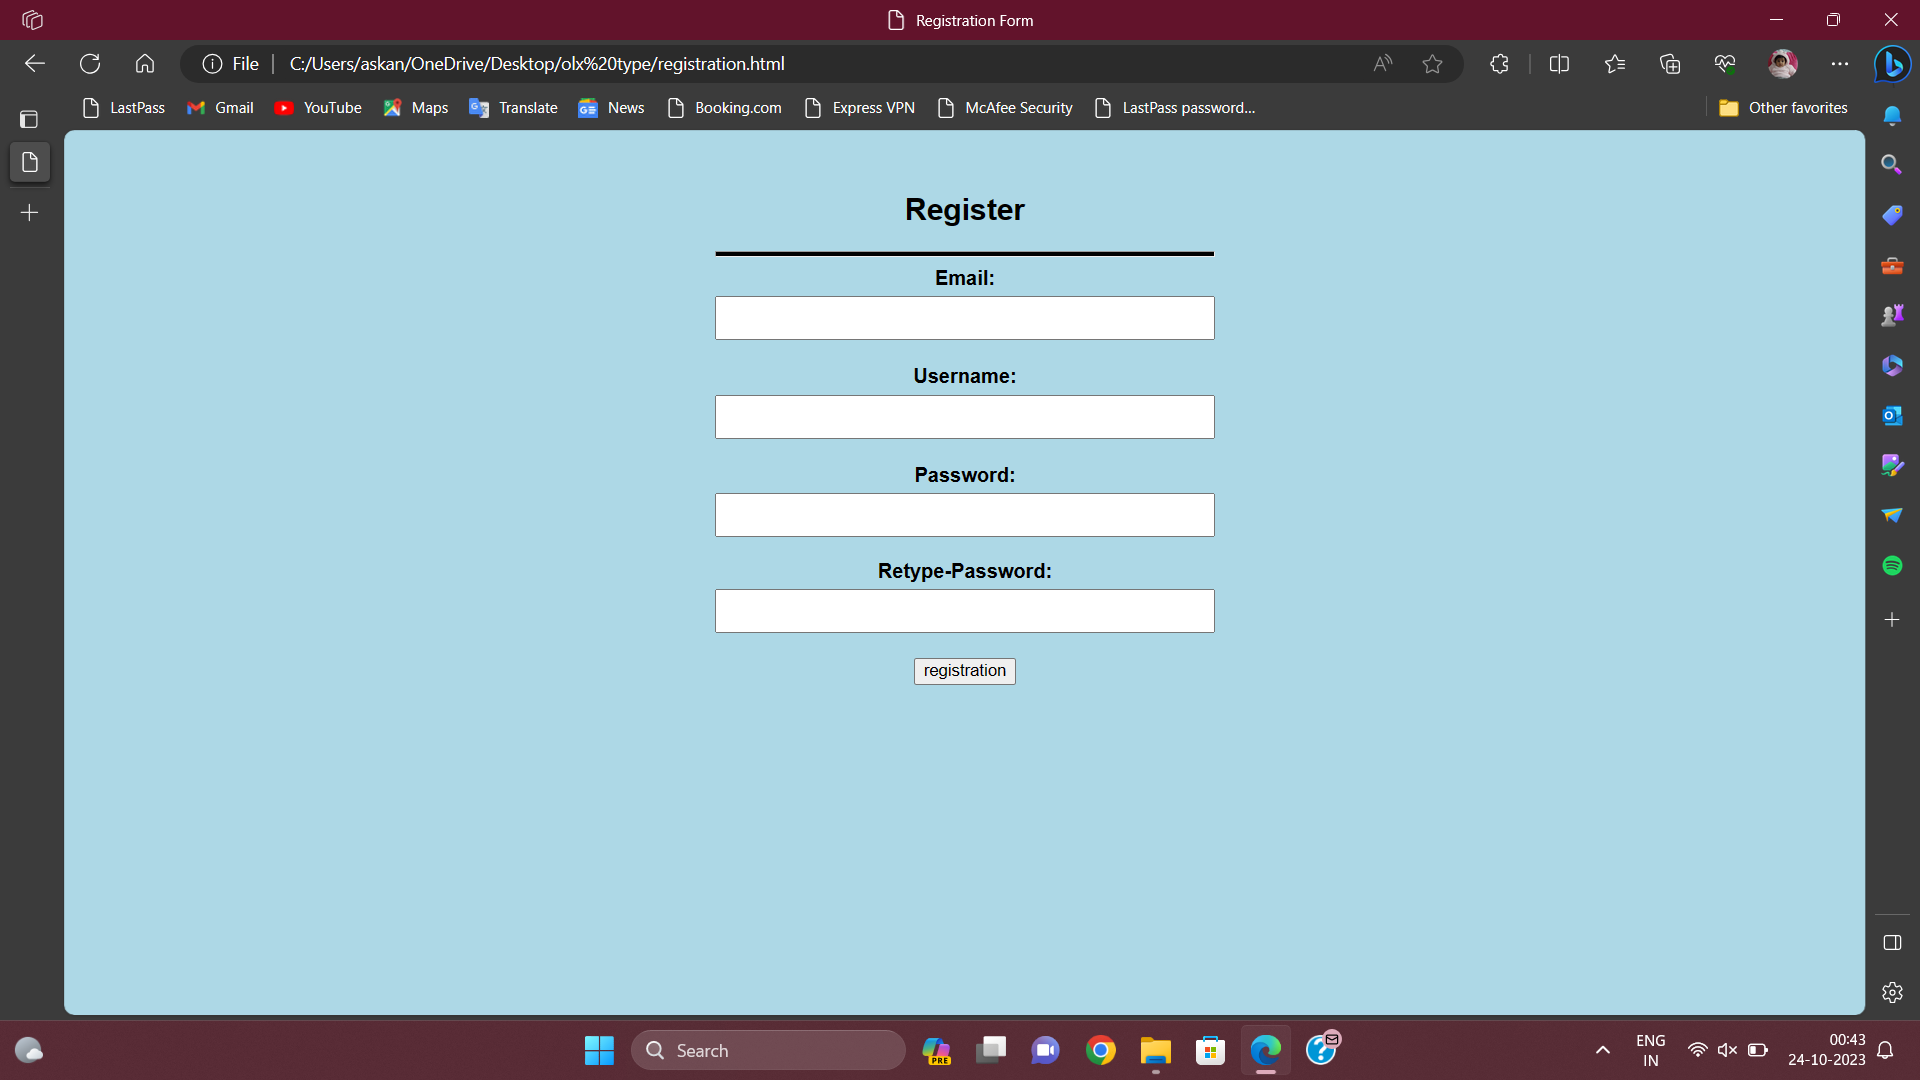 Registration Form
File C:/Users/askan/OneDrive/Desktop/olx%20type/registration.html
LastPass Gmail YouTube Maps Translate News Booking.com Express VPN McAfee Security LastPass password... Other favorites
Register
Email:
Username:
Password:
Retype-Password:
registration
Search
PRE
ENG
IN
00:43
24-10-2023